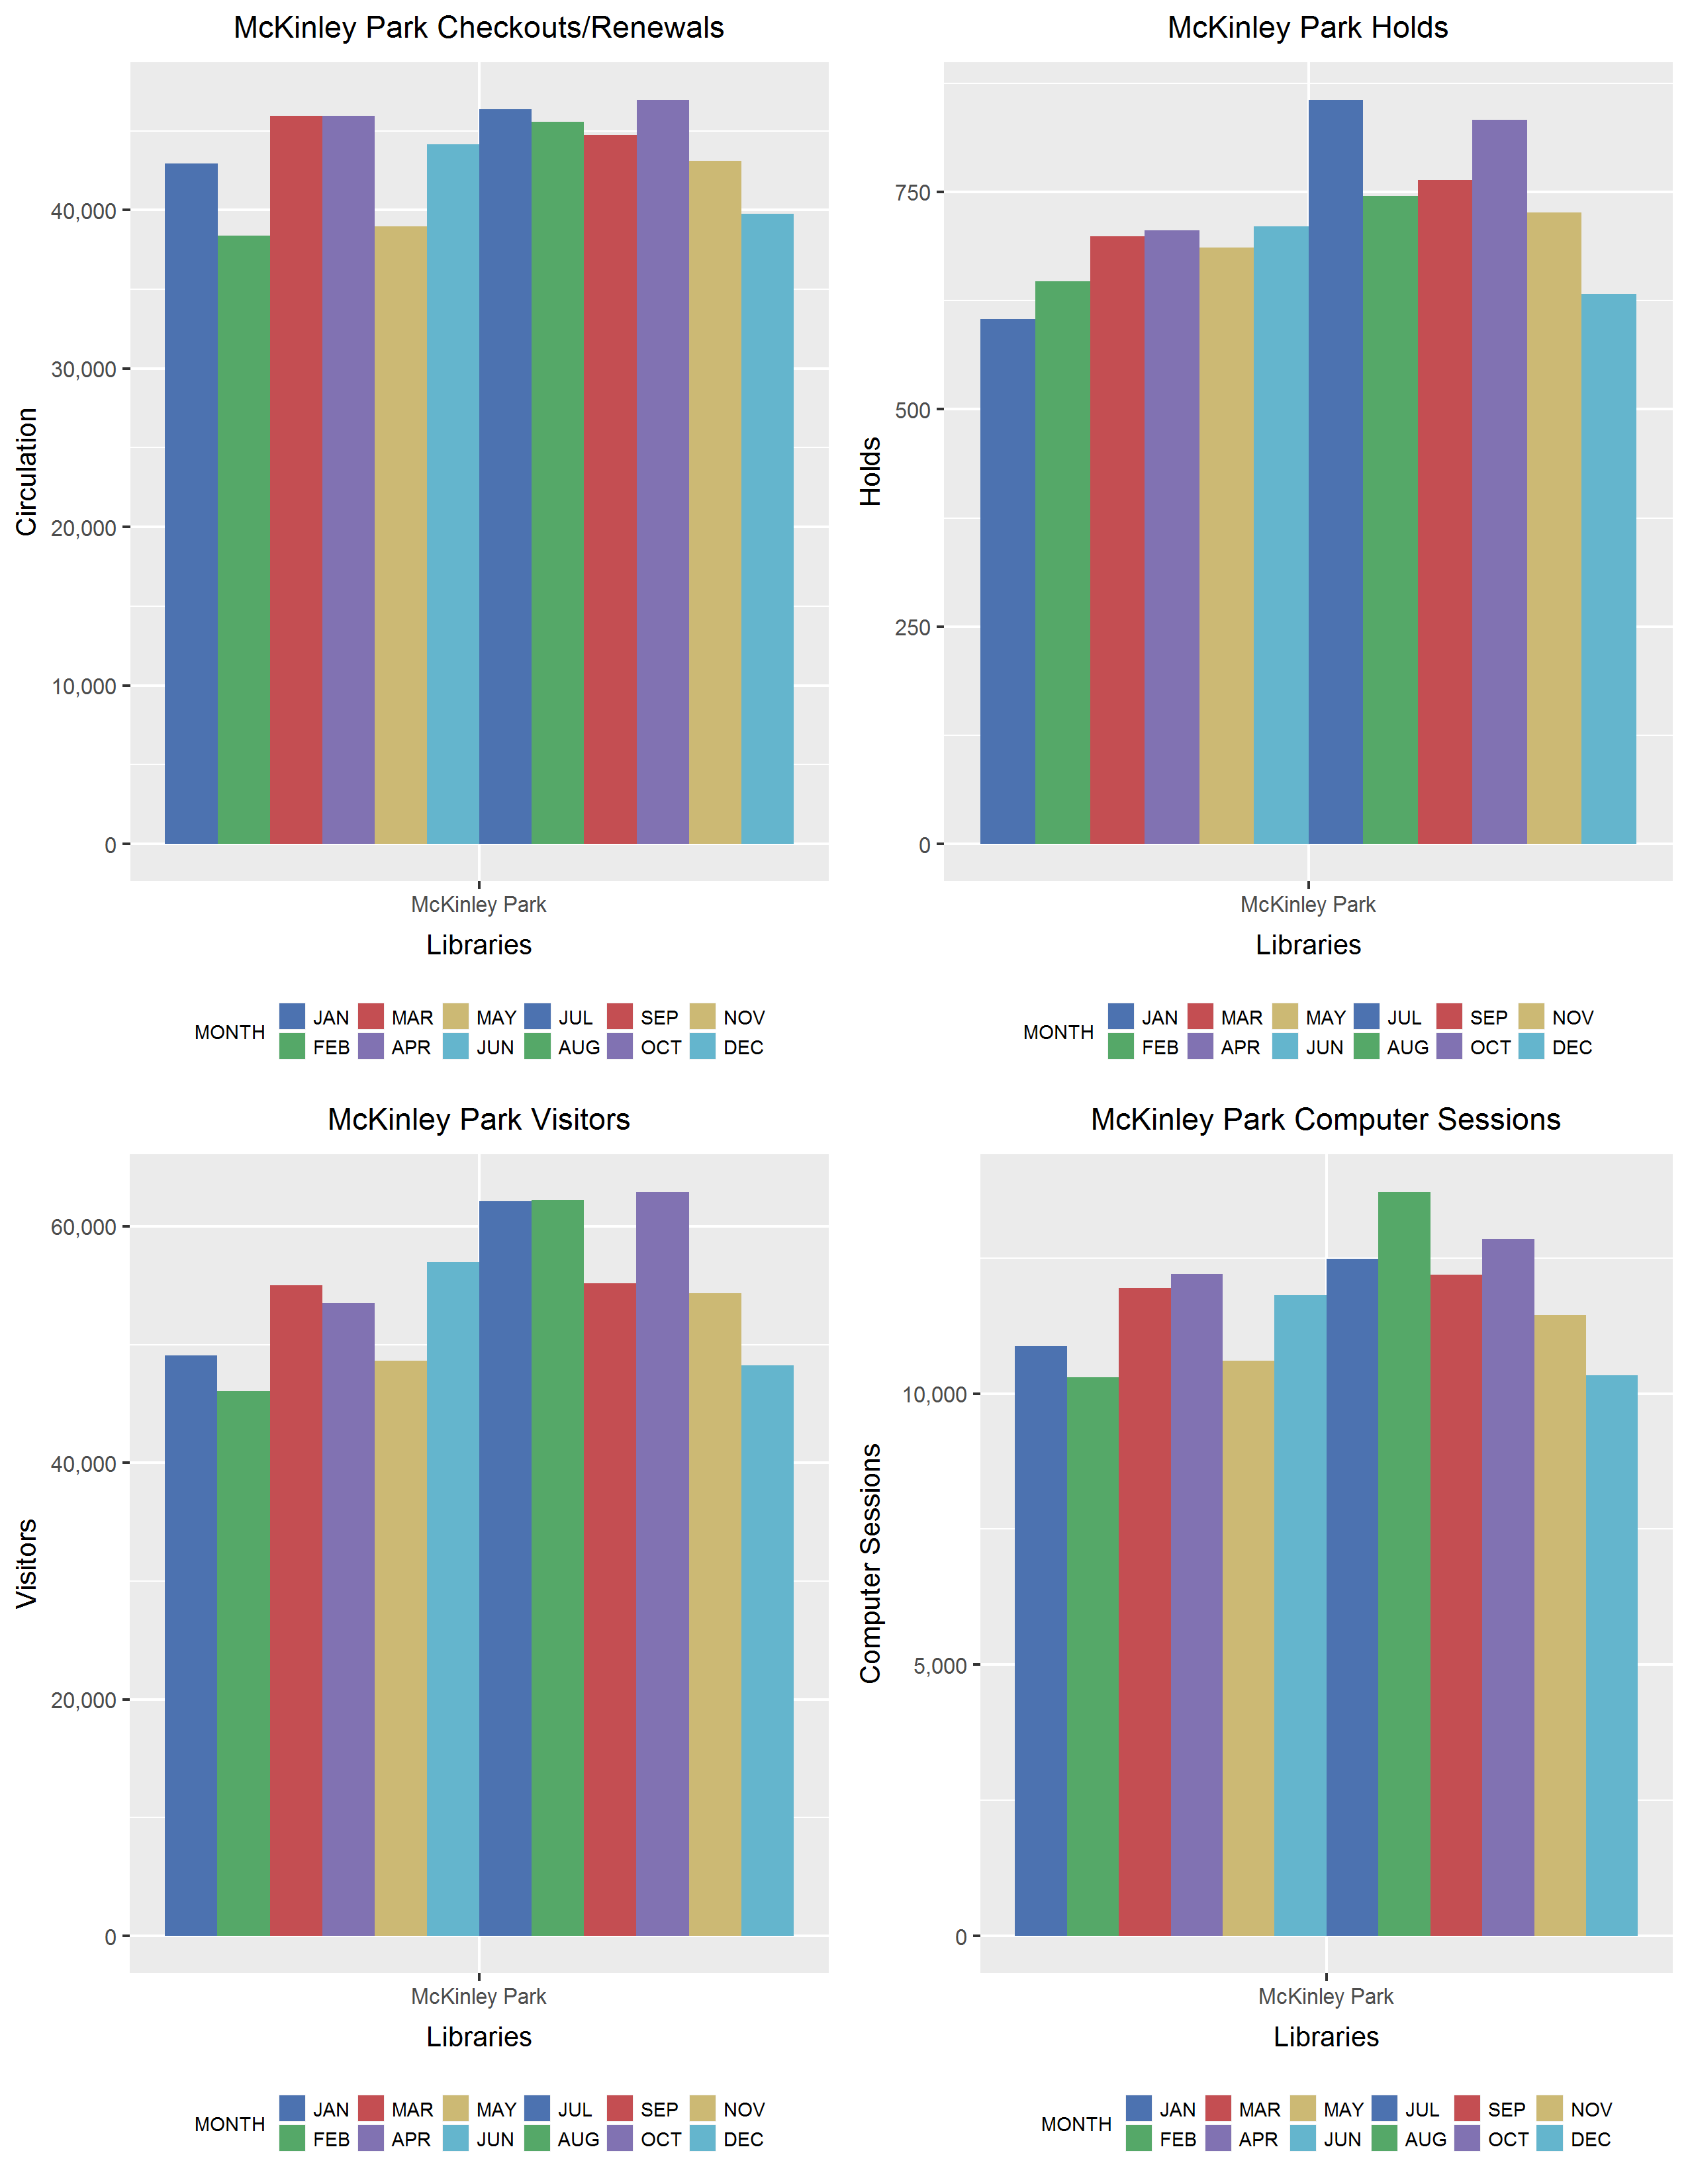 McKinley Park Checkouts/Renewals
Circulation
40,000
30,000
20,000
10,000
0
McKinley Park
Libraries
MONTH
JAN MAR MAY JUL SEP NOV
FEB APR JUN AUG OCT DEC
McKinley Park Holds
Holds
750
500
250
0
McKinley Park
Libraries
MONTH
JAN MAR MAY JUL SEP NOV
FEB APR JUN AUG OCT DEC
McKinley Park Visitors
Visitors
60,000
40,000
20,000
0
McKinley Park
Libraries
MONTH
JAN MAR MAY JUL SEP NOV
FEB APR JUN AUG OCT DEC
McKinley Park Computer Sessions
Computer Sessions
10,000
5,000
0
McKinley Park
Libraries
MONTH
JAN MAR MAY JUL SEP NOV
FEB APR JUN AUG OCT DEC